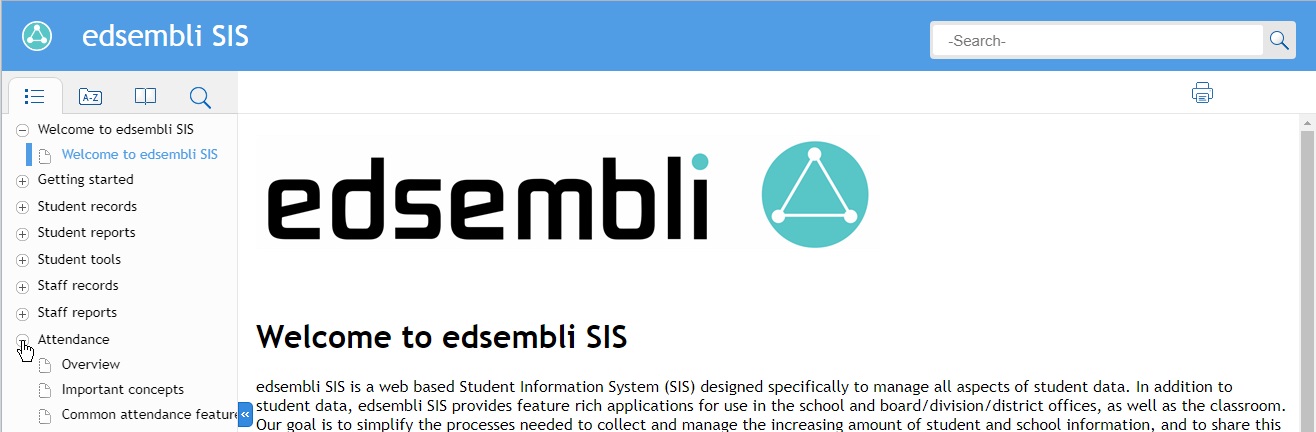 edsembli SIS
-Search-
A-Z
Welcome to edsembli SIS
Welcome to edsembli SIS
Getting started
Student records
Student reports
Student tools
Staff records
Staff reports
Attendance
Overview
Important concepts
Common attendance feature
edsembli
Welcome to edsembli SIS
edsembli SIS is a web based Student Information System (SIS) designed specifically to manage all aspects of student data. In addition to
student data, edsembli SIS provides feature rich applications for use in the school and board/division/district offices, as well as the classroom.
Our goal is to simplify the processes needed to collect and manage the increasing amount of student and school information, and to share this